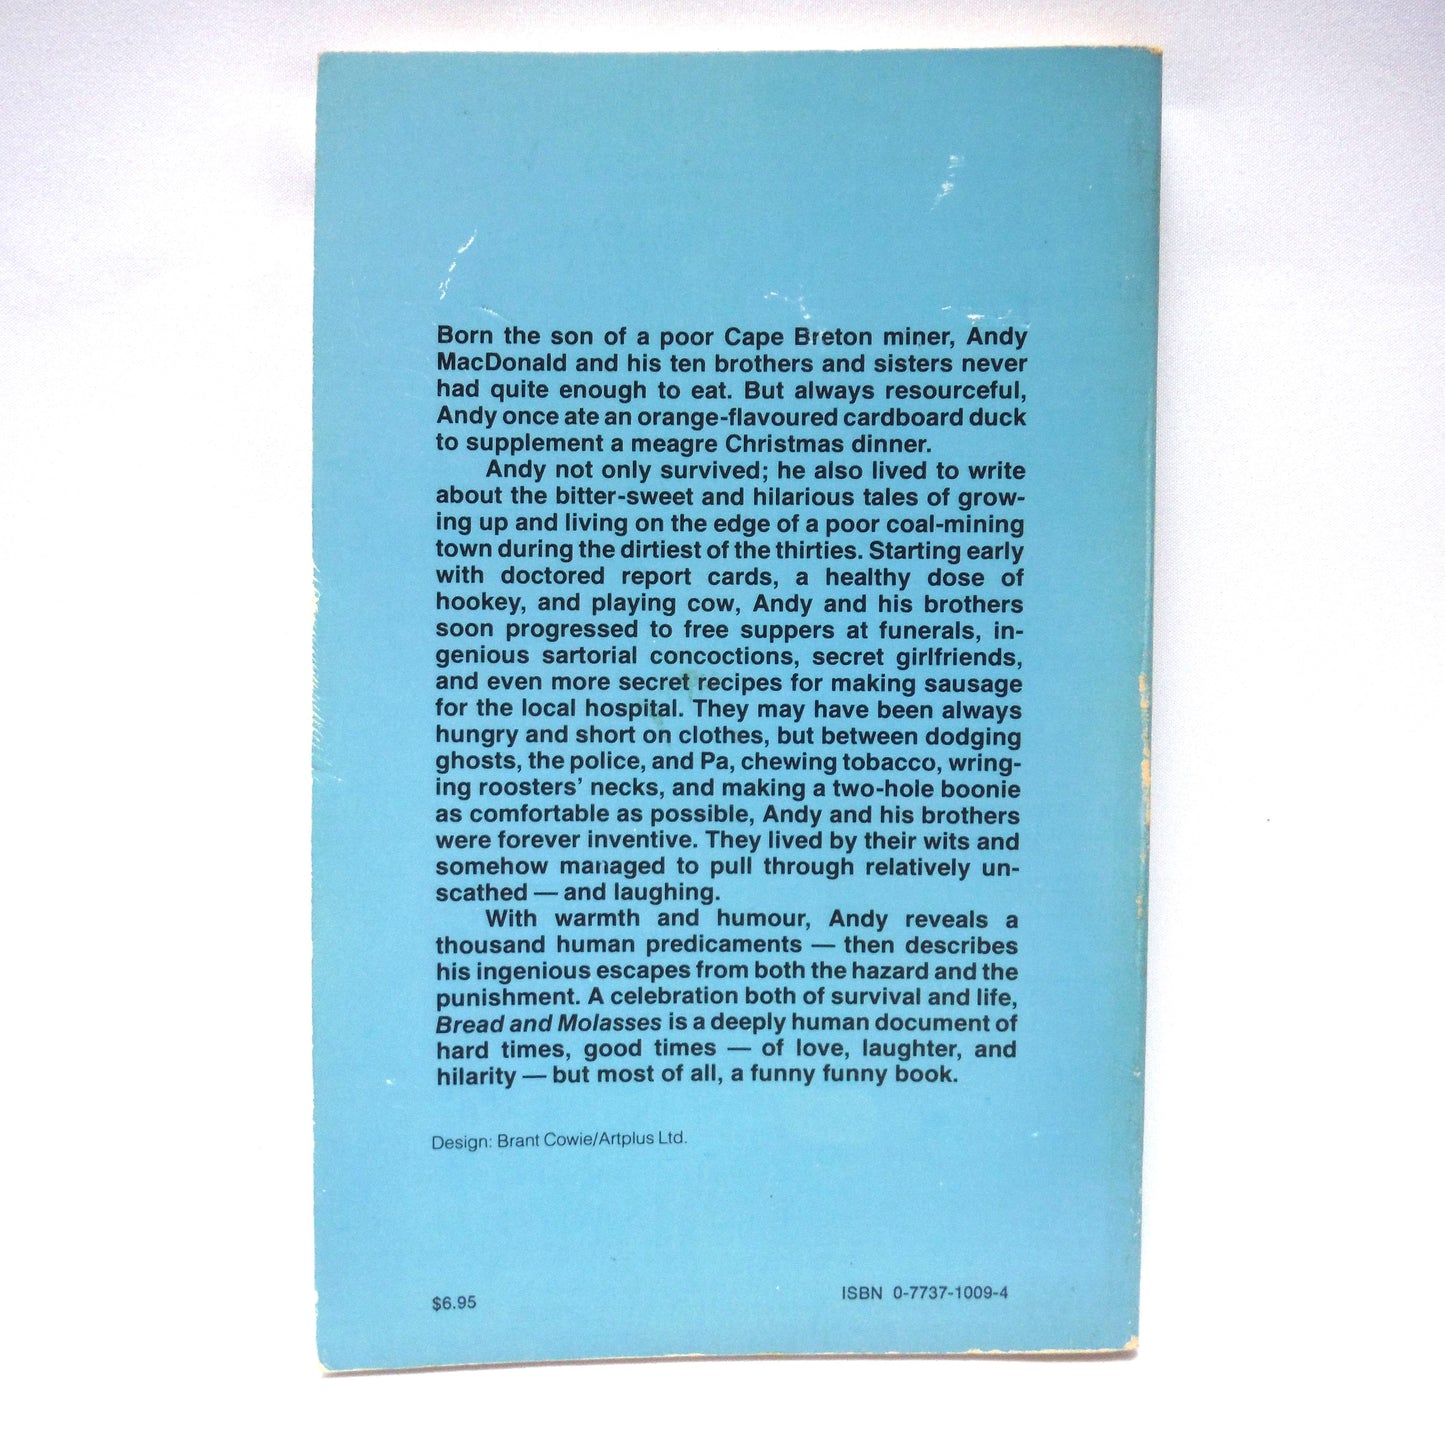 Born the son of a poor Cape Breton miner, Andy
MacDonald and his ten brothers and sisters never
had quite enough to eat. But always resourceful,
Andy once ate an orange-flavoured cardboard duck
to supplement a meagre Christmas dinner.
Andy not only survived; he also lived to write
about the bitter-sweet and hilarious tales of grow-
ing up and living on the edge of a poor coal-mining
town during the dirtiest of the thirties. Starting early
with doctored report cards, a healthy dose of
hookey, and playing cow, Andy and his brothers
soon progressed to free suppers at funerals, in-
genious sartorial concoctions, secret girlfriends,
and even more secret recipes for making sausage
for the local hospital. They may have been always
hungry and short on clothes, but between dodging
ghosts, the police, and Pa, chewing tobacco, wring-
ing roosters' necks, and making a two-hole boonie
as comfortable as possible, Andy and his brothers
were forever inventive. They lived by their wits and
somehow managed to pull through relatively un-
scathed — and laughing.
With warmth and humour, Andy reveals a
thousand human predicaments — then describes
his ingenious escapes from both the hazard and the
punishment. A celebration both of survival and life,
Bread and Molasses is a deeply human document of
hard times, good times — of love, laughter, and
hilarity — but most of all, a funny funny book.
Design: Brant Cowie/Artplus Ltd.
$6.95
ISBN 0-7737-1009-4